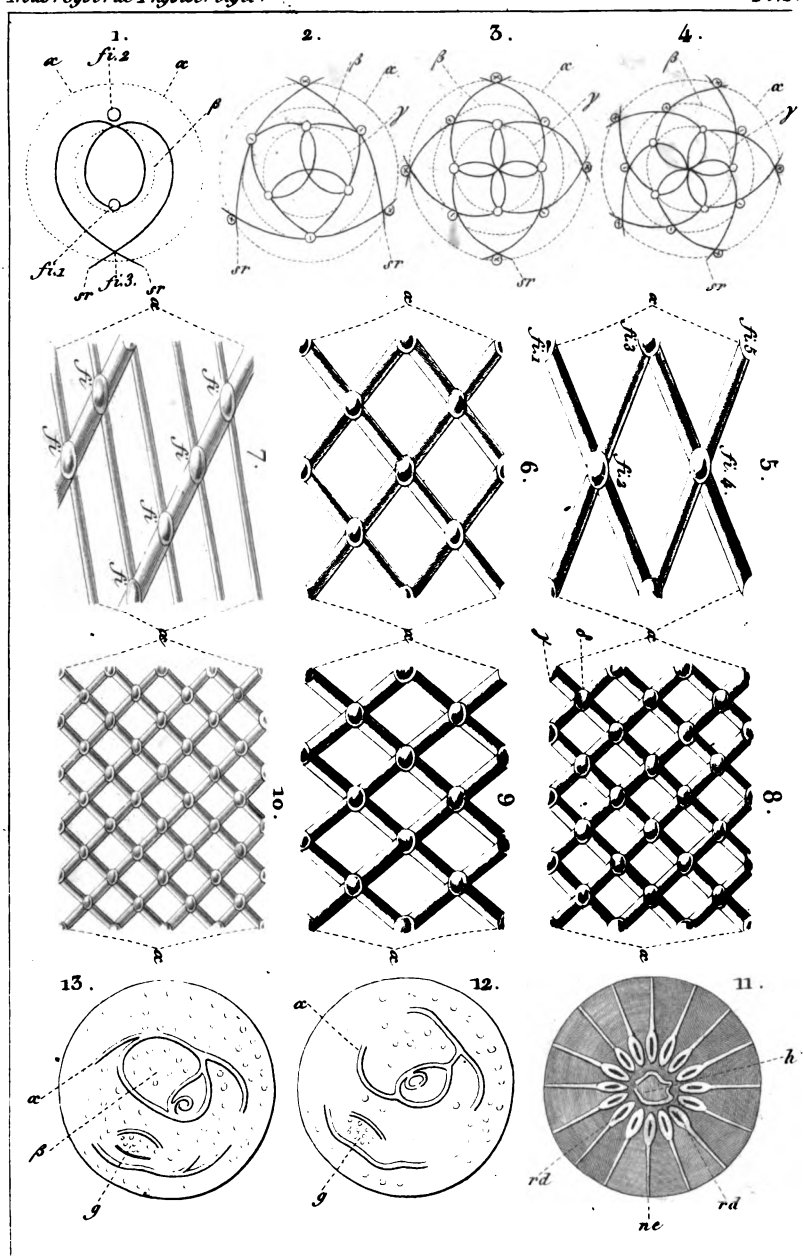 1. 2. 3. 4.
α fi.2 α β α β α β α
β γ γ γ
fi.1 sr fi.3. sr sr sr sr sr
α α α
fi fi fi fi fi fi
7. 6. 5.
fi.1 fi.3 fi.5
fi.2 fi.4.
α α α
γ δ
10. 9 8.
α α α
13. 12. 11.
α β g
α g
h rd rd ne